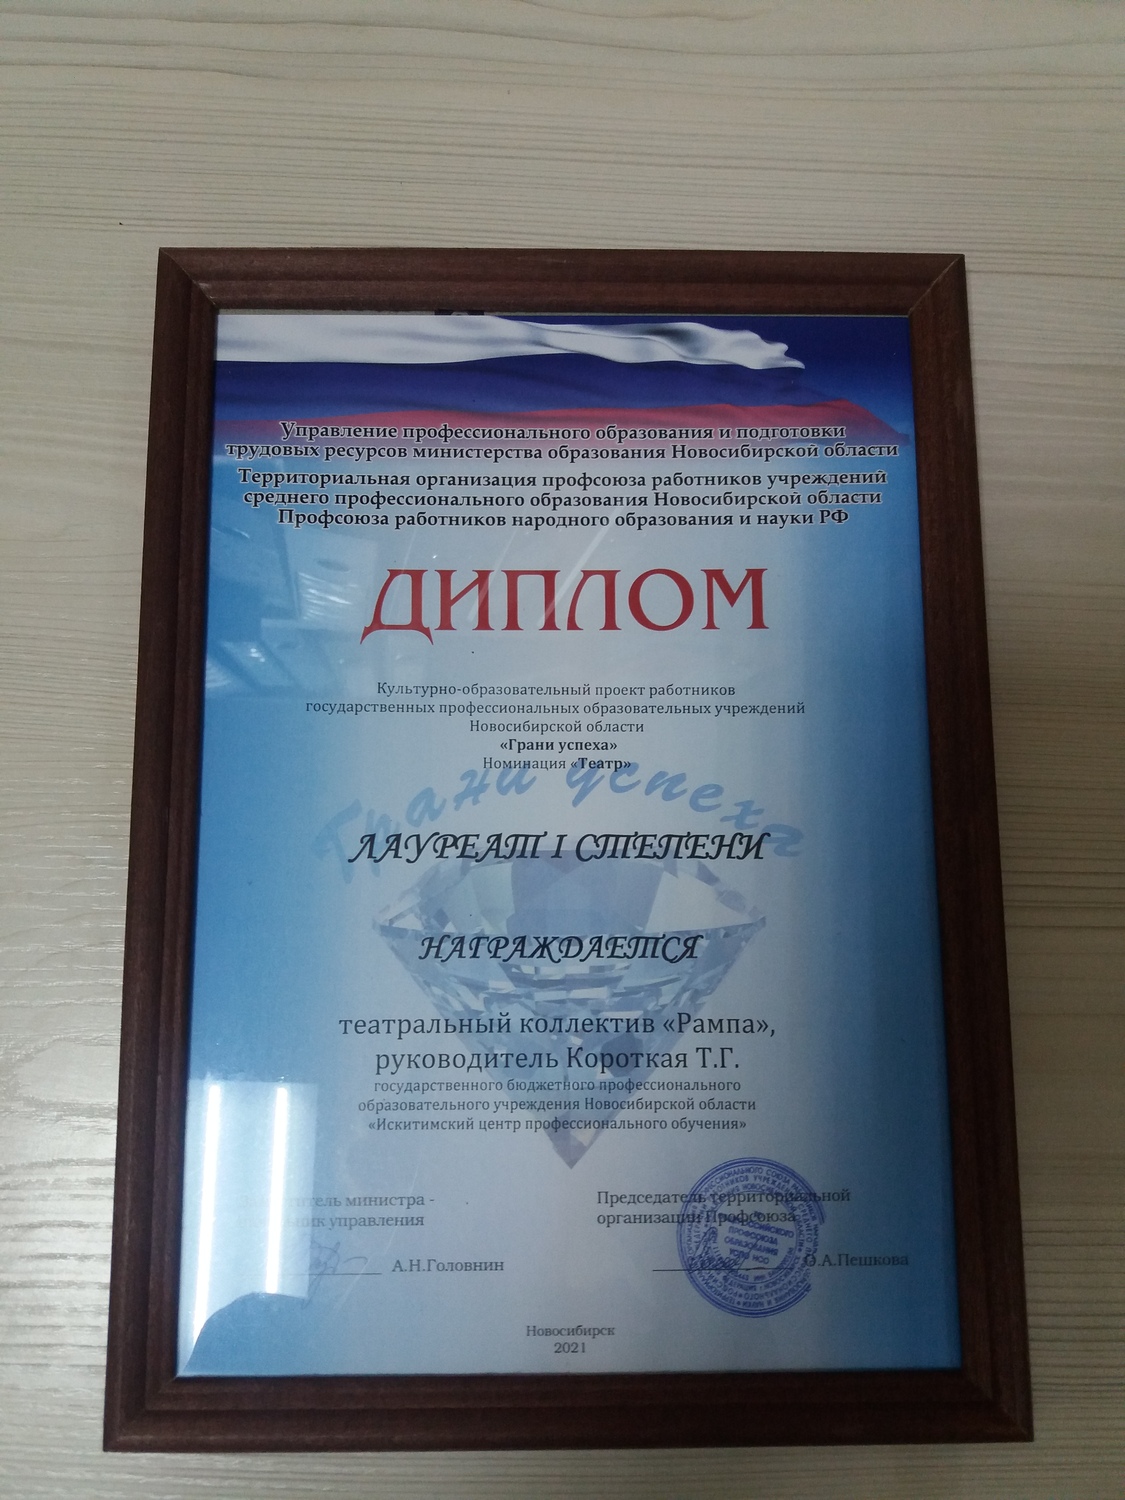 Управление профессионального образования и подготовки
трудовых ресурсов министерства образования Новосибирской области
Территориальная организация профсоюза работников учреждений
среднего профессионального образования Новосибирской области
Профсоюза работников народного образования и науки РФ
ДИПЛОМ
Культурно-образовательный проект работников
государственных профессиональных образовательных учреждений
Новосибирской области
«Грани успеха»
Номинация «Театр»
Грани успеха
ЛАУРЕАТ I СТЕПЕНИ
НАГРАЖДАЕТСЯ
театральный коллектив «Рампа»,
руководитель Короткая Т.Г.
государственного бюджетного профессионального
образовательного учреждения Новосибирской области
«Искитимский центр профессионального обучения»
министра -
управления
А.Н.Головнин
Председатель территориальной
организации Профсоюза
О.А.Пешкова
Новосибирск
2021